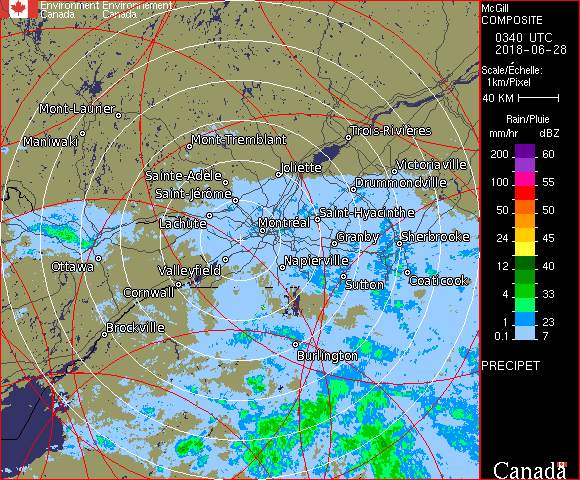 Environment Environnement
Canada Canada
McGill
COMPOSITE
0340 UTC
2018-06-28
Scale/Échelle:
1km/Pixel
40 KM
Rain/Pluie
mm/hr dBZ
200 60
100 55
50 50
24 45
12 40
4 33
1 23
0.1 7
PRECIPET
Canada
Mont-Laurier
Maniwaki
Mont-Tremblant
Trois-Rivières
Sainte-Adèle
Joliette
Victoriaville
Saint-Jérôme
Drummondville
Lachute
Montréal
Saint-Hyacinthe
Granby
Sherbrooke
Ottawa
Valleyfield
Napierville
Cornwall
Sutton
Coaticook
Brockville
Burlington